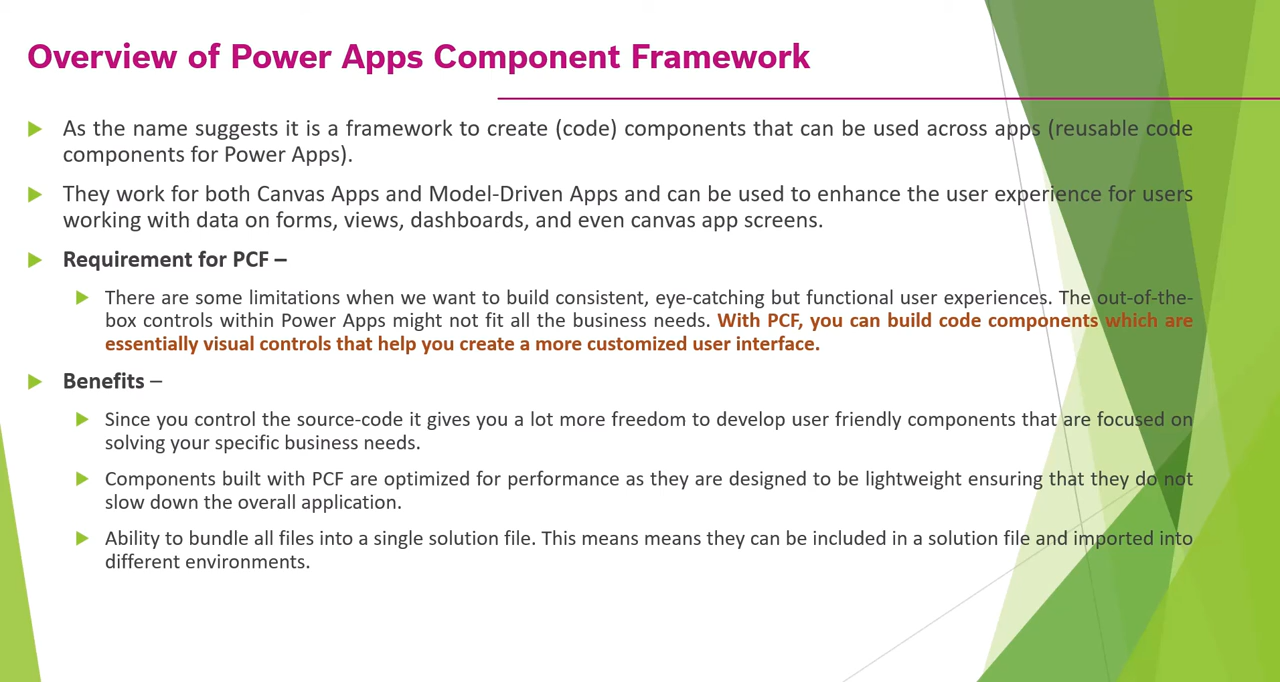 Overview of Power Apps Component Framework
As the name suggests it is a framework to create (code) components that can be used across apps (reusable code
components for Power Apps).
They work for both Canvas Apps and Model-Driven Apps and can be used to enhance the user experience for users
working with data on forms, views, dashboards, and even canvas app screens.
Requirement for PCF –
There are some limitations when we want to build consistent, eye-catching but functional user experiences. The out-of-the-
box controls within Power Apps might not fit all the business needs. With PCF, you can build code components which are
essentially visual controls that help you create a more customized user interface.
Benefits –
Since you control the source-code it gives you a lot more freedom to develop user friendly components that are focused on
solving your specific business needs.
Components built with PCF are optimized for performance as they are designed to be lightweight ensuring that they do not
slow down the overall application.
Ability to bundle all files into a single solution file. This means means they can be included in a solution file and imported into
different environments.